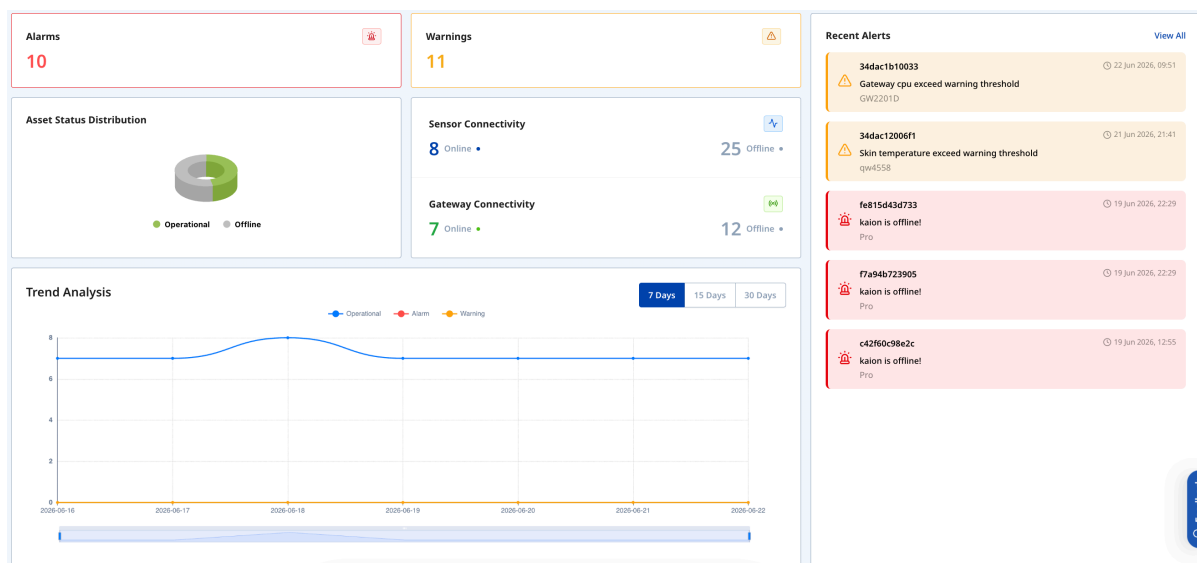 Alarms
10
Warnings
11
Asset Status Distribution
Operational
Offline
Sensor Connectivity
8 Online
25 Offline
Gateway Connectivity
7 Online
12 Offline
Trend Analysis
7 Days
15 Days
30 Days
Operational
Alarm
Warning
8
6
4
2
0
2026-06-16
2026-06-17
2026-06-18
2026-06-19
2026-06-20
2026-06-21
2026-06-22
Recent Alerts
View All
34dac1b10033
22 Jun 2026, 09:51
Gateway cpu exceed warning threshold
GW2201D
34dac12006f1
21 Jun 2026, 21:41
Skin temperature exceed warning threshold
qw4558
fe815d43d733
19 Jun 2026, 22:29
kaion is offline!
Pro
f7a94b723905
19 Jun 2026, 22:29
kaion is offline!
Pro
c42f60c98e2c
19 Jun 2026, 12:55
kaion is offline!
Pro